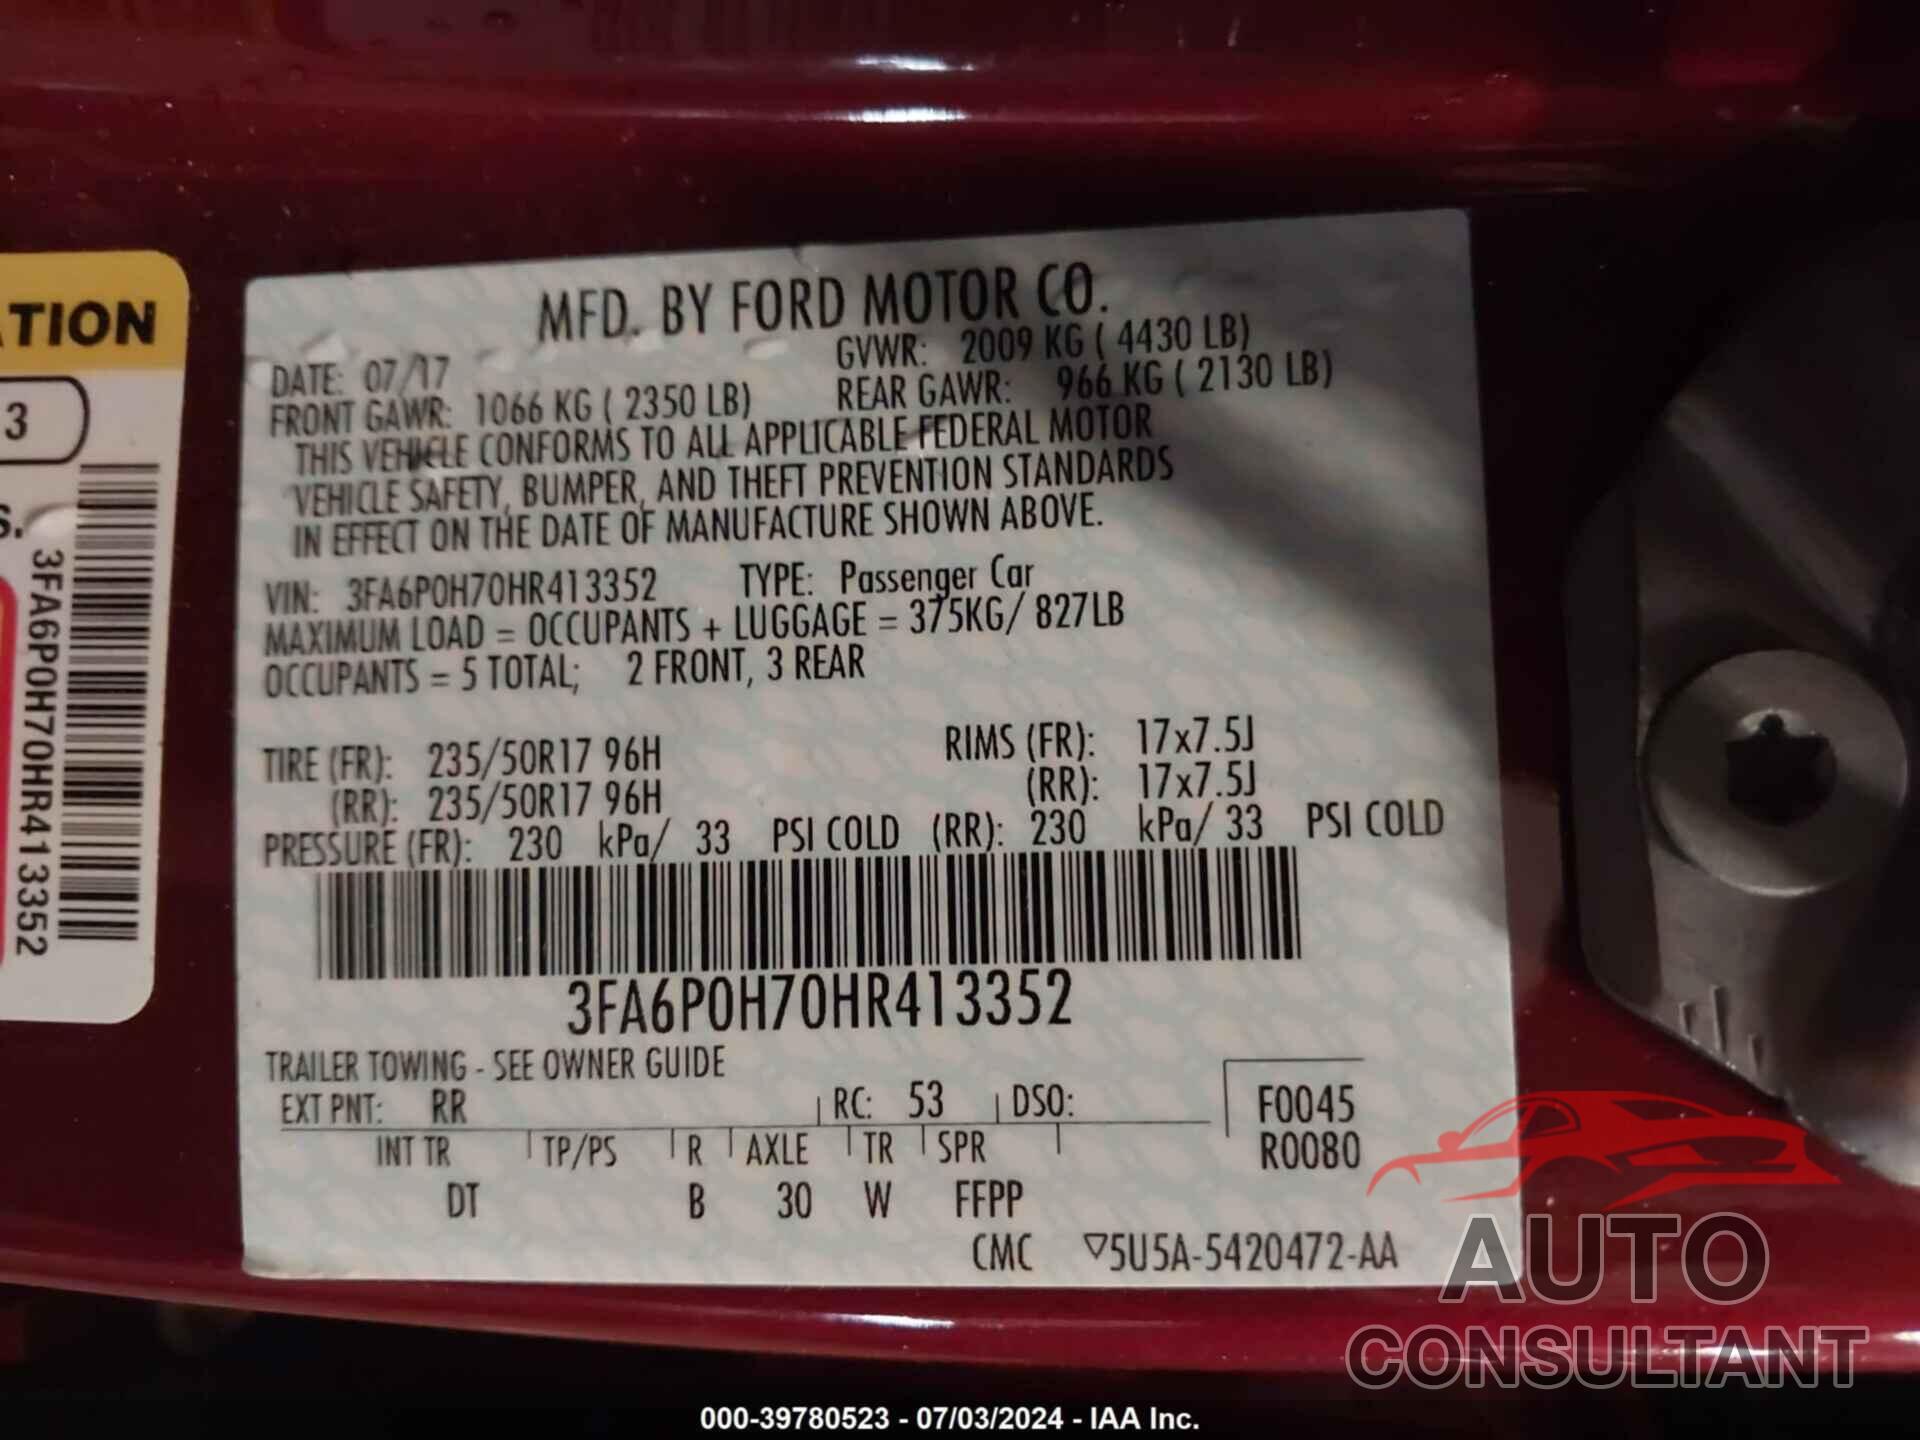 ATION
3
S.
3FA6P0H70HR413352
MFD. BY FORD MOTOR CO.
DATE: 07/17 GVWR: 2009 KG ( 4430 LB)
FRONT GAWR: 1066 KG ( 2350 LB) REAR GAWR: 966 KG ( 2130 LB)
THIS VEHICLE CONFORMS TO ALL APPLICABLE FEDERAL MOTOR
VEHICLE SAFETY, BUMPER, AND THEFT PREVENTION STANDARDS
IN EFFECT ON THE DATE OF MANUFACTURE SHOWN ABOVE.
VIN: 3FA6P0H70HR413352 TYPE: Passenger Car
MAXIMUM LOAD = OCCUPANTS + LUGGAGE = 375KG/ 827LB
OCCUPANTS = 5 TOTAL; 2 FRONT, 3 REAR
TIRE (FR): 235/50R17 96H RIMS (FR): 17x7.5J
(RR): 235/50R17 96H (RR): 17x7.5J
PRESSURE (FR): 230 kPa/ 33 PSI COLD (RR): 230 kPa/ 33 PSI COLD
3FA6P0H70HR413352
TRAILER TOWING - SEE OWNER GUIDE
EXT PNT: RR RC: 53 DSO: F0045
INT TR TP/PS R AXLE TR SPR R0080
DT B 30 W FFPP
CMC ▽5U5A-5420472-AA
AUTO
CONSULTANT
000-39780523 - 07/03/2024 - IAA Inc.